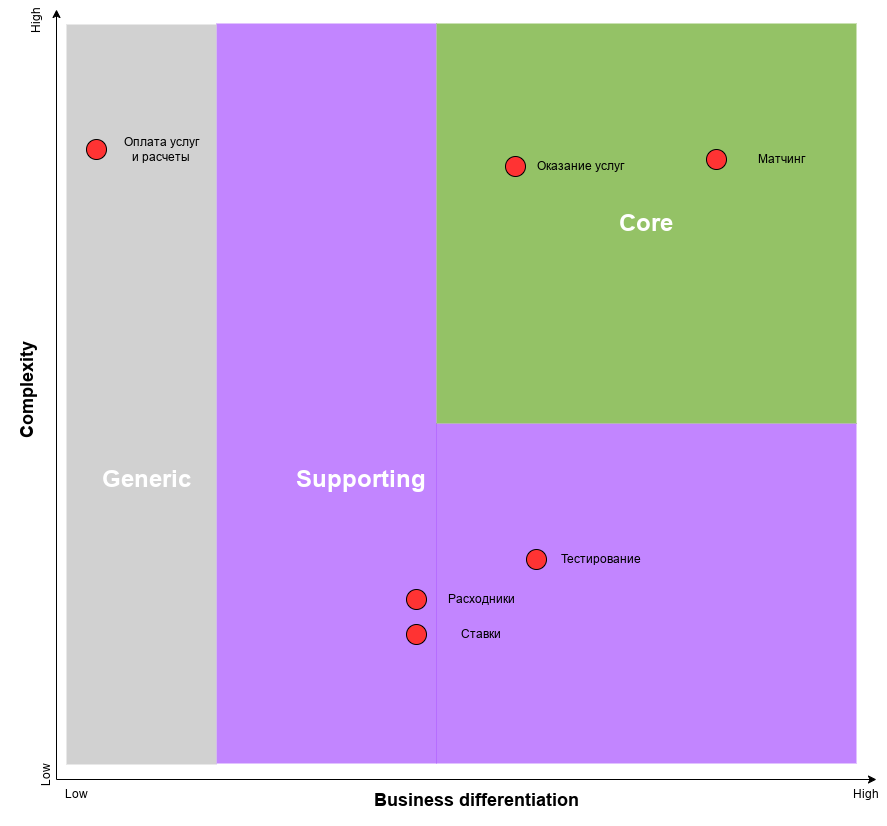 High
Оплата услуг
и расчеты
Оказание услуг
Матчинг
Core
Complexity
Generic
Supporting
Тестирование
Расходники
Ставки
Low
Low
Business differentiation
High